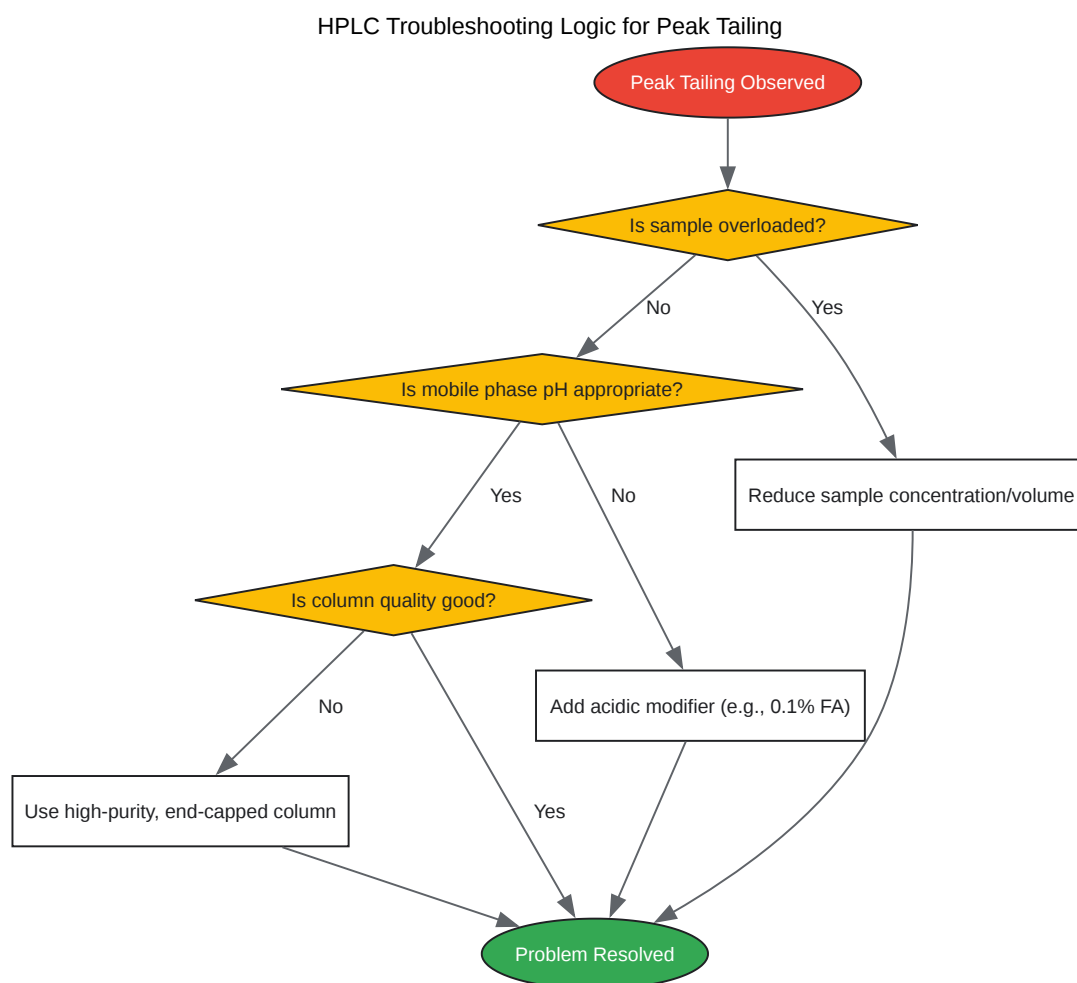 HPLC Troubleshooting Logic for Peak Tailing
Peak Tailing Observed
Is sample overloaded?
No
Yes
Is mobile phase pH appropriate?
Yes
No
Reduce sample concentration/volume
Is column quality good?
No
Add acidic modifier (e.g., 0.1% FA)
Use high-purity, end-capped column
Yes
Problem Resolved